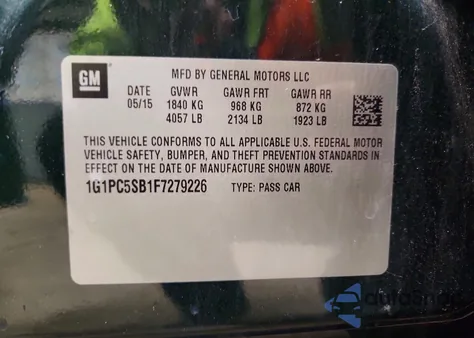 GM
MFD BY GENERAL MOTORS LLC
DATE GVWR GAWR FRT GAWR RR
05/15 1840 KG 968 KG 872 KG
4057 LB 2134 LB 1923 LB
THIS VEHICLE CONFORMS TO ALL APPLICABLE U.S. FEDERAL MOTOR
VEHICLE SAFETY, BUMPER, AND THEFT PREVENTION STANDARDS IN
EFFECT ON THE DATE OF MANUFACTURE SHOWN ABOVE.
1G1PC5SB1F7279226 TYPE: PASS CAR